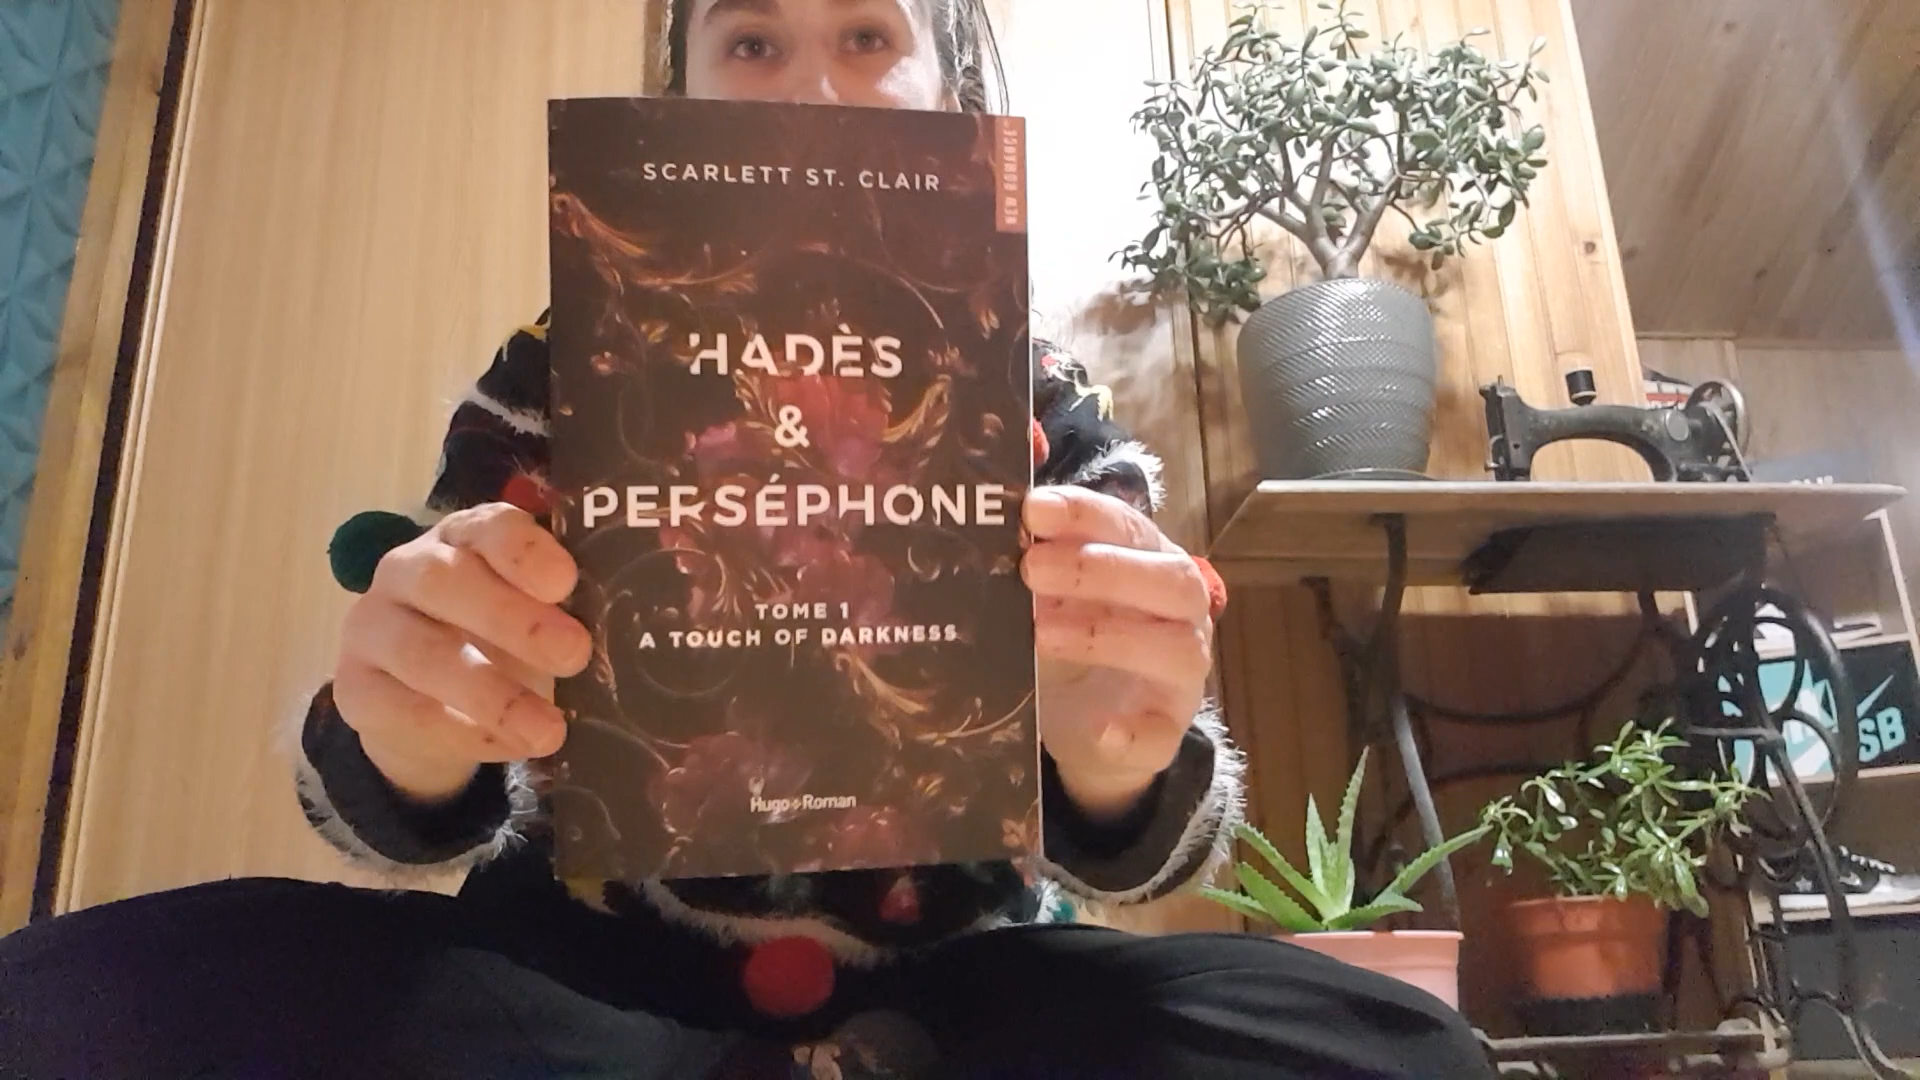 SCARLETT ST. CLAIR
NEW ROMANCE
HADÈS
&
PERSÉPHONE
TOME 1
A TOUCH OF DARKNESS
Hugo Roman
SB